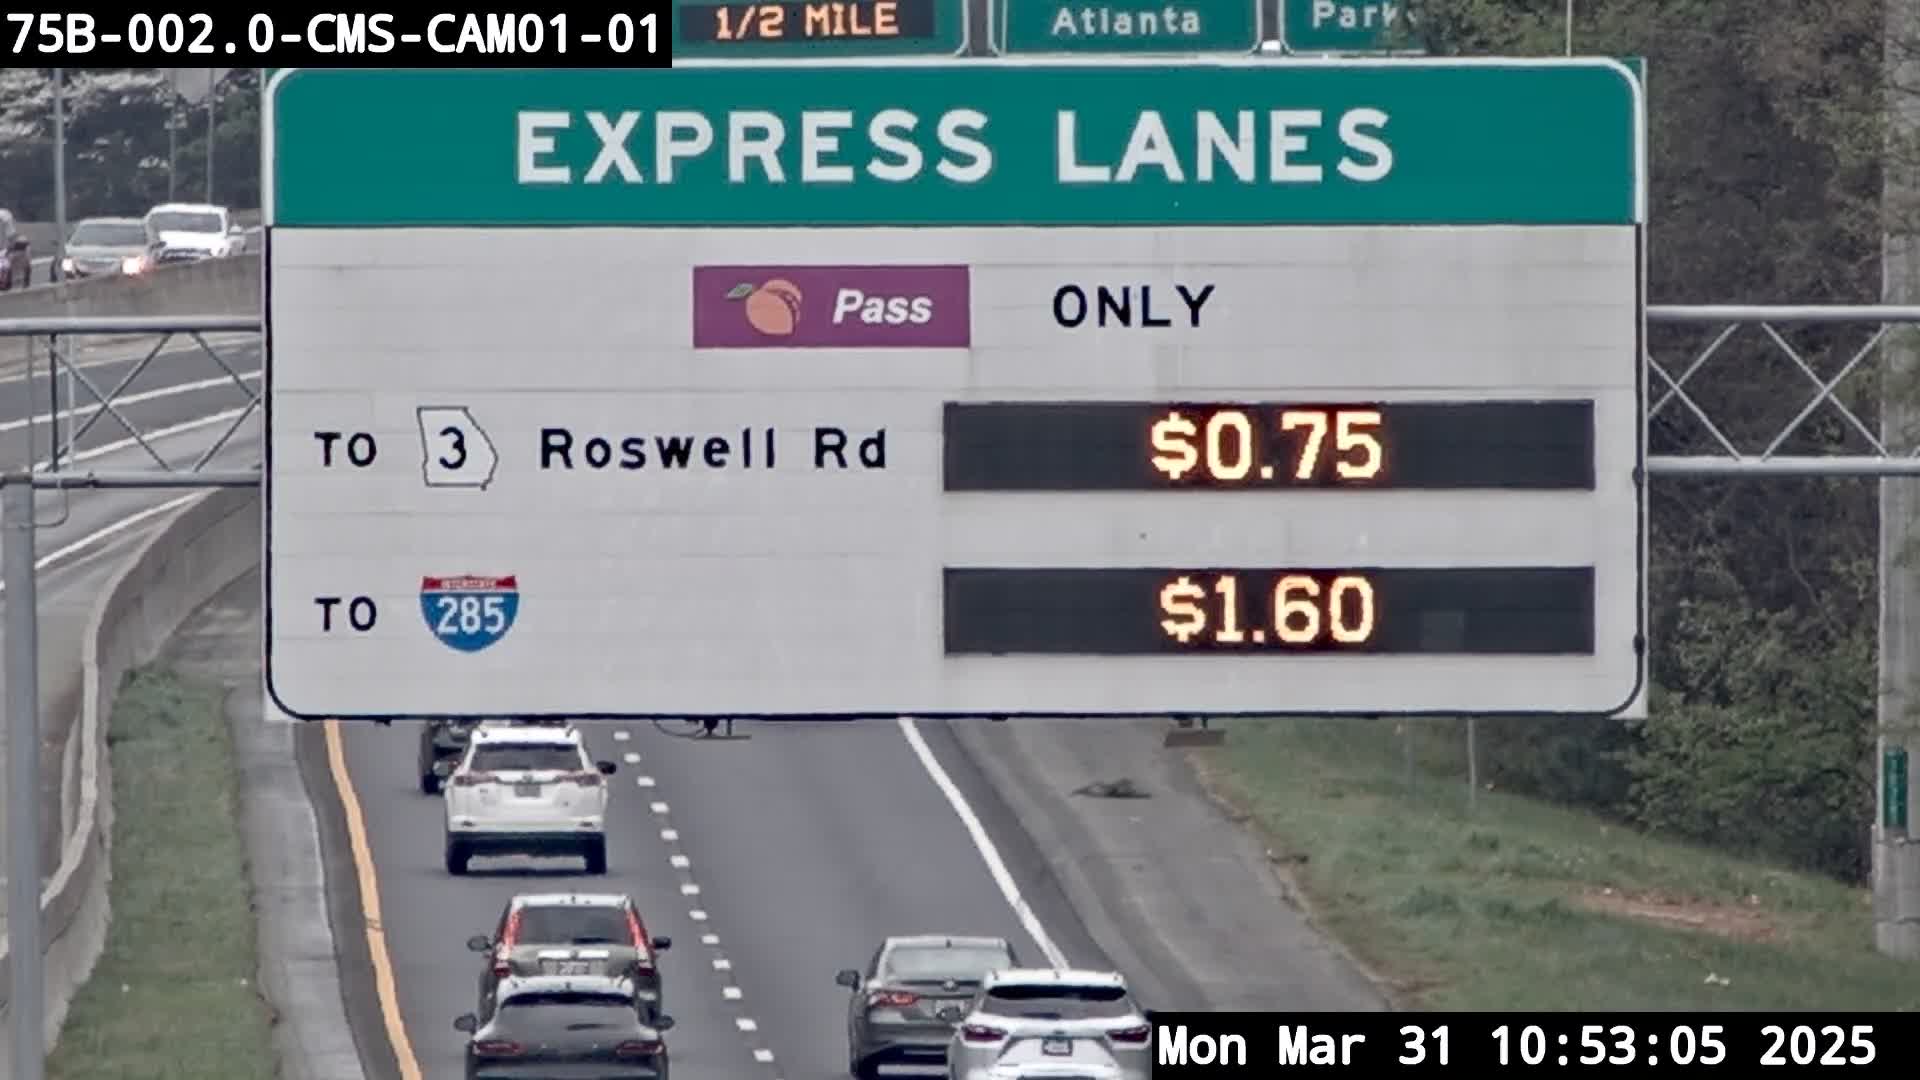 75B-002.0-CMS-CAM01-01
1/2 MILE
Atlanta
Park
EXPRESS LANES
Pass ONLY
TO 3 Roswell Rd $0.75
TO 285 $1.60
Mon Mar 31 10:53:05 2025